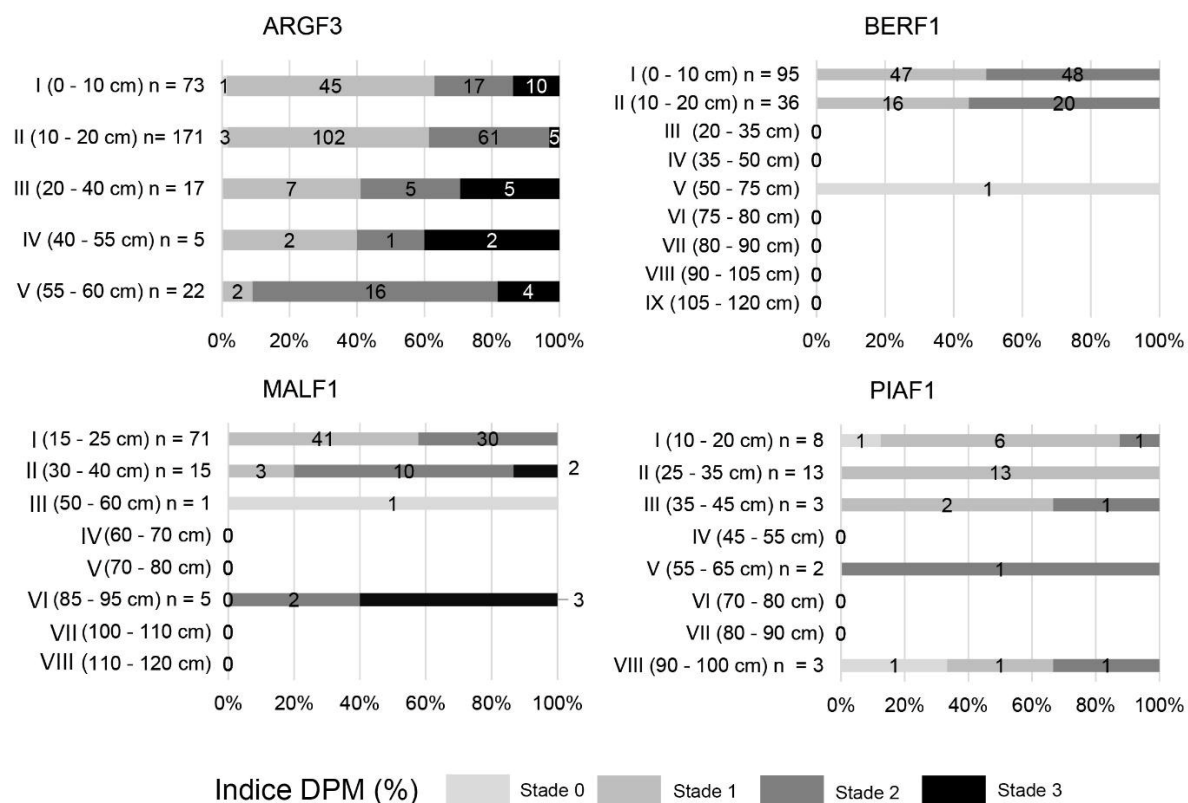 ARGF3
I (0 - 10 cm) n = 73 1 45 17 10
II (10 - 20 cm) n= 171 3 102 61 5
III (20 - 40 cm) n = 17 7 5 5
IV (40 - 55 cm) n = 5 2 1 2
V (55 - 60 cm) n = 22 2 16 4
0% 20% 40% 60% 80% 100%
BERF1
I (0 - 10 cm) n = 95 47 48
II (10 - 20 cm) n = 36 16 20
III (20 - 35 cm) 0
IV (35 - 50 cm) 0
V (50 - 75 cm) 1
VI (75 - 80 cm) 0
VII (80 - 90 cm) 0
VIII (90 - 105 cm) 0
IX (105 - 120 cm) 0
0% 20% 40% 60% 80% 100%
MALF1
I (15 - 25 cm) n = 71 41 30
II (30 - 40 cm) n = 15 3 10 2
III (50 - 60 cm) n = 1 1
IV (60 - 70 cm) 0
V (70 - 80 cm) 0
VI (85 - 95 cm) n = 5 0 2 3
VII (100 - 110 cm) 0
VIII (110 - 120 cm) 0
0% 20% 40% 60% 80% 100%
PIAF1
I (10 - 20 cm) n = 8 1 6 1
II (25 - 35 cm) n = 13 13
III (35 - 45 cm) n = 3 2 1
IV (45 - 55 cm) 0
V (55 - 65 cm) n = 2 1
VI (70 - 80 cm) 0
VII (80 - 90 cm) 0
VIII (90 - 100 cm) n = 3 1 1 1
0% 20% 40% 60% 80% 100%
Indice DPM (%) Stade 0 Stade 1 Stade 2 Stade 3